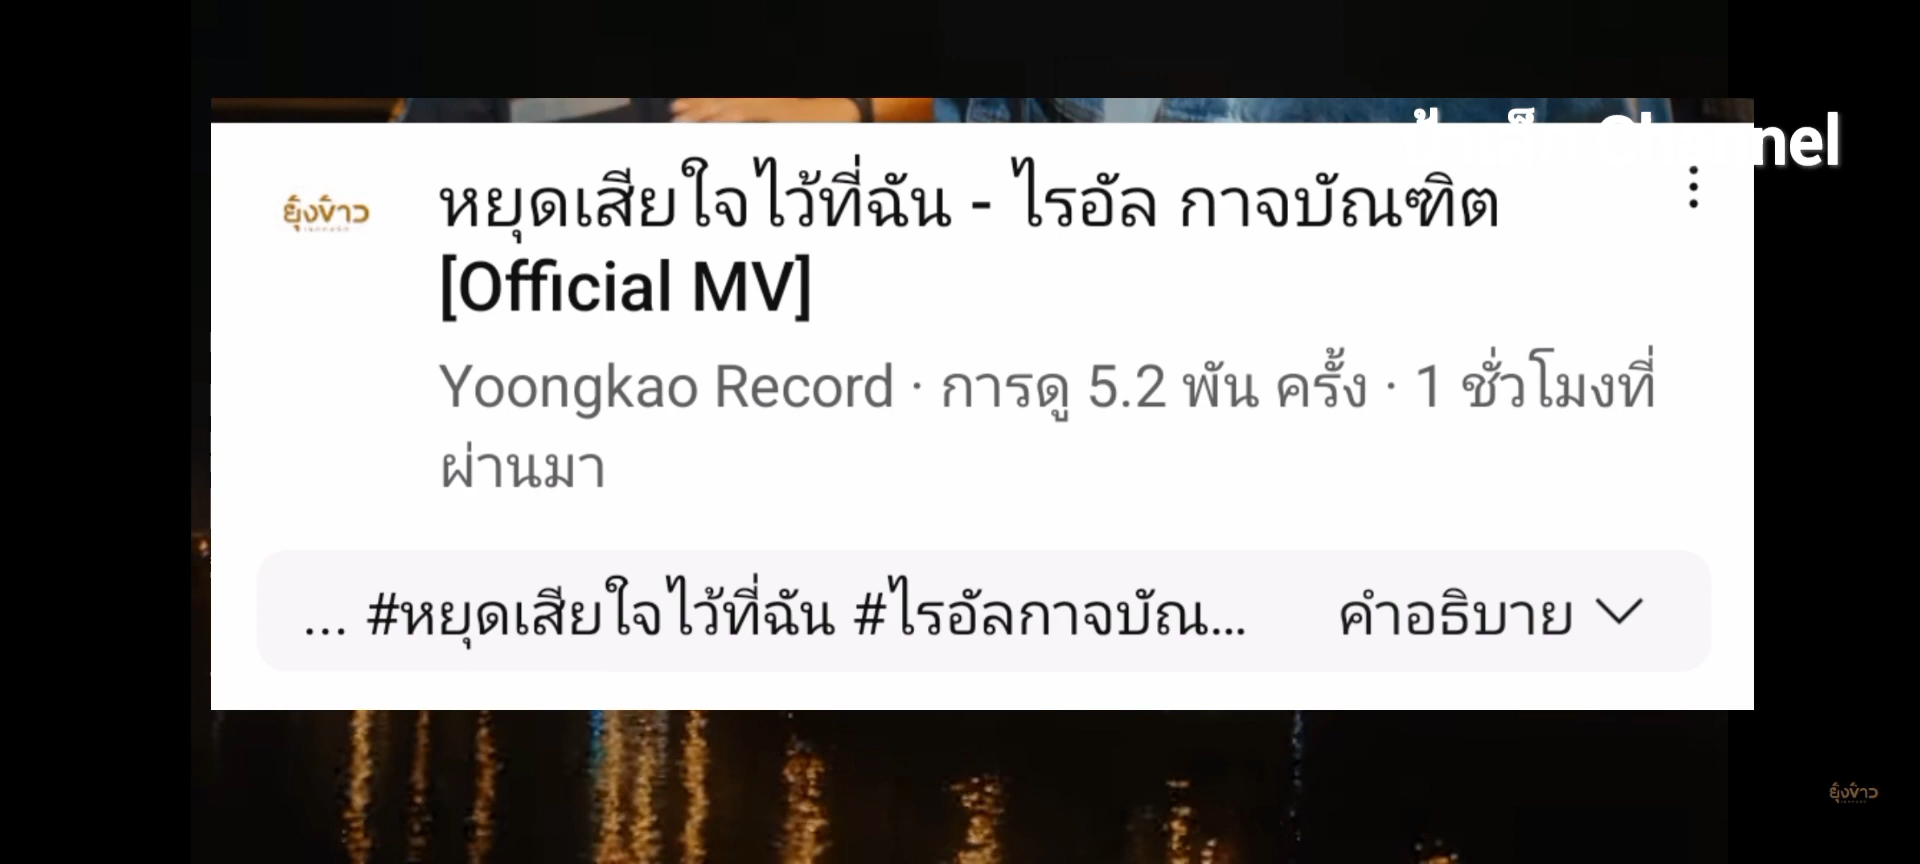 nel
ยุ้งข้าว
หยุดเสียใจไว้ที่ฉัน - ไรอัล กาจบัณฑิต
[Official MV]
Yoongkao Record · การดู 5.2 พัน ครั้ง · 1 ชั่วโมงที่
ผ่านมา
... #หยุดเสียใจไว้ที่ฉัน #ไรอัลกาจบัณ...
คำอธิบาย
ยุ้งข้าว